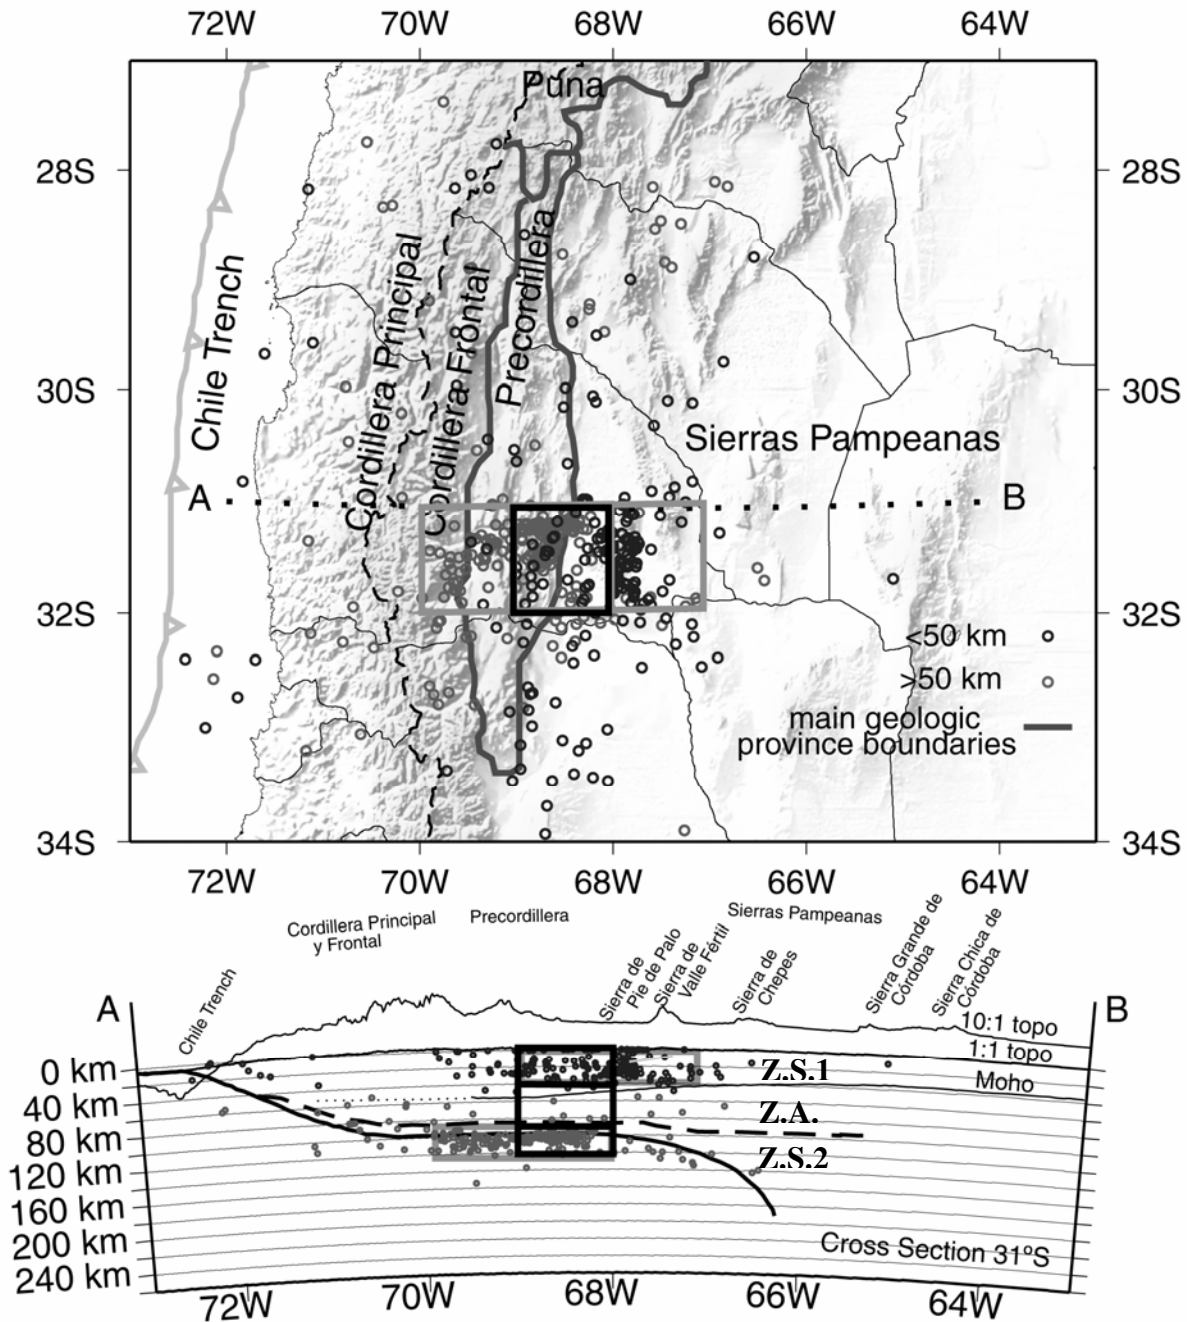 72W 70W 68W 66W 64W
Puna
28S 28S
Chile Trench
Cordillera Principal
Cordillera Frontal
Precordillera
30S 30S
Sierras Pampeanas
A B
32S 32S
<50 km
>50 km
main geologic
province boundaries
34S 34S
72W 70W 68W 66W 64W
Cordillera Principal
y Frontal
Precordillera
Sierras Pampeanas
Chile Trench
Sierra de
Pie de Palo
Sierra de
Valle Fértil
Sierra de
Chepes
Sierra Grande de
Córdoba
Sierra Chica de
Córdoba
A B
10:1 topo
1:1 topo
0 km Z.S.1 Moho
40 km Z.A.
80 km Z.S.2
120 km
160 km
200 km
240 km
Cross Section 31ºS
72W 70W 68W 66W 64W